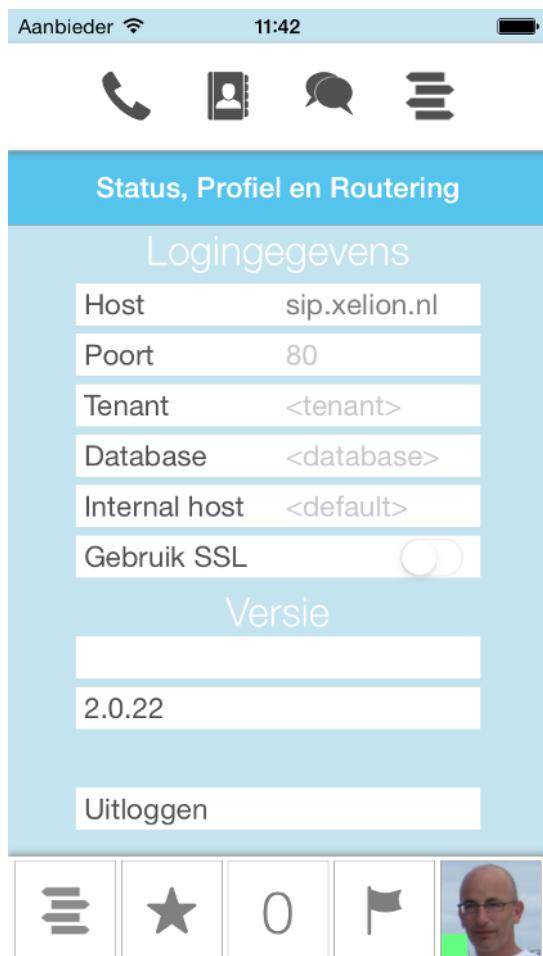 Aanbieder 11:42
Status, Profiel en Routering
Logingegevens
Host sip.xelion.nl
Poort 80
Tenant <tenant>
Database <database>
Internal host <default>
Gebruik SSL
Versie
2.0.22
Uitloggen
0